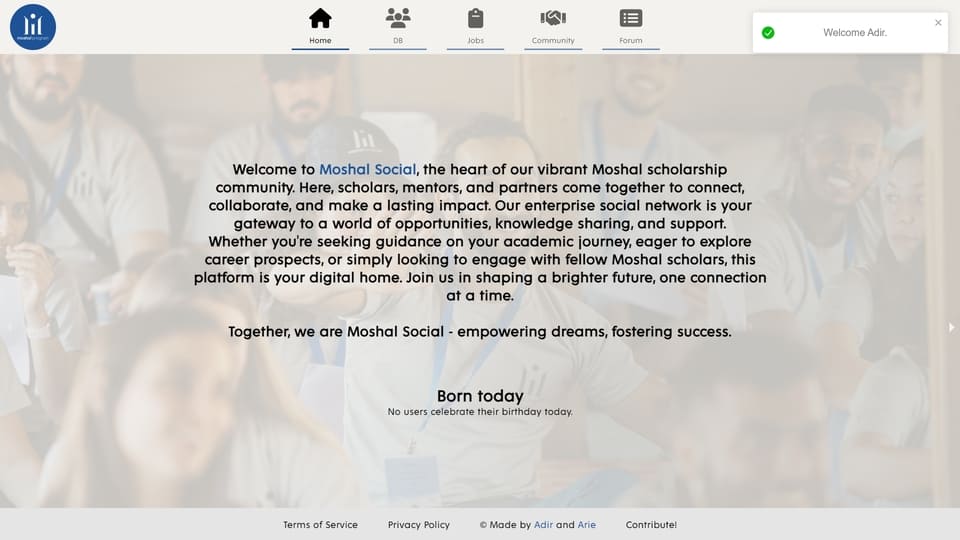 moshal program
Home
DB
Jobs
Community
Forum
Welcome Adir.
Welcome to Moshal Social, the heart of our vibrant Moshal scholarship
community. Here, scholars, mentors, and partners come together to connect,
collaborate, and make a lasting impact. Our enterprise social network is your
gateway to a world of opportunities, knowledge sharing, and support.
Whether you're seeking guidance on your academic journey, eager to explore
career prospects, or simply looking to engage with fellow Moshal scholars, this
platform is your digital home. Join us in shaping a brighter future, one connection
at a time.
Together, we are Moshal Social - empowering dreams, fostering success.
Born today
No users celebrate their birthday today.
Terms of Service
Privacy Policy
© Made by Adir and Arie
Contribute!